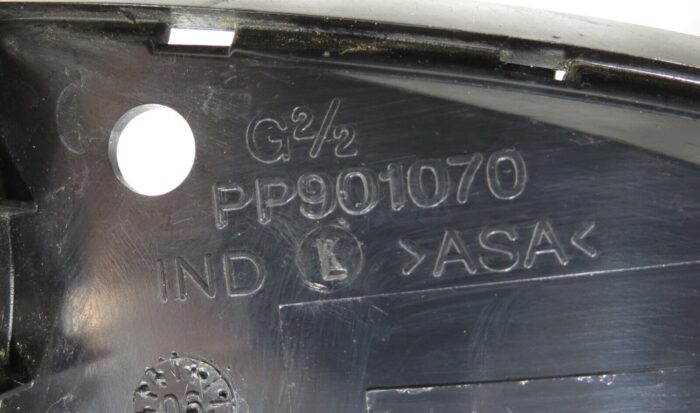 G2/2
PP901070
IND L >ASA<